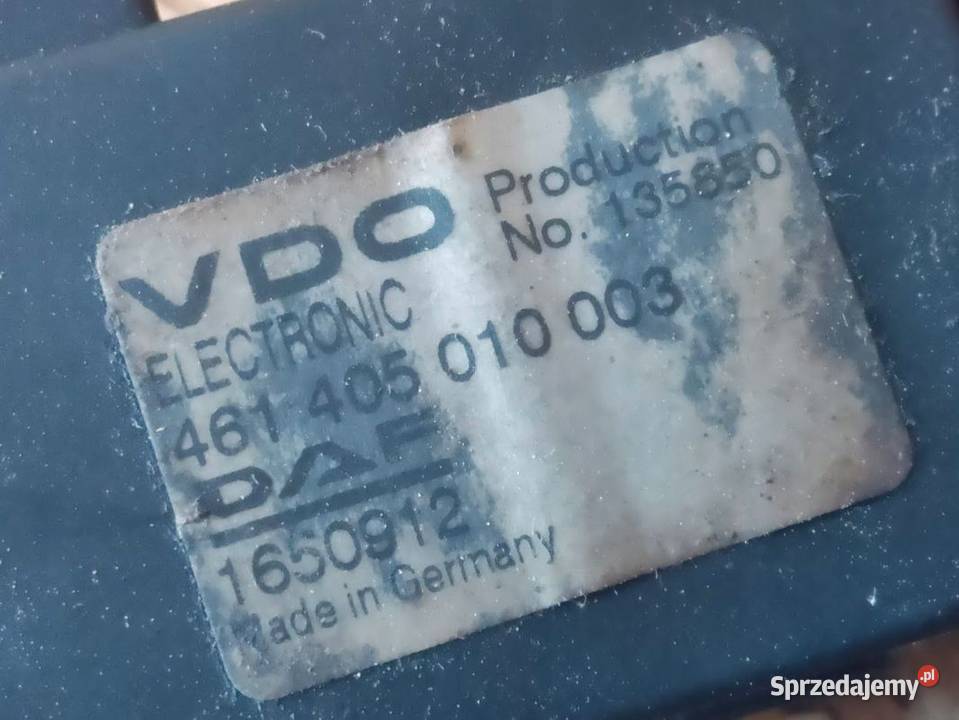 VDO
ELECTRONIC
Production
No. 135850
461 405 010 003
DAF
1650912
Made in Germany
Sprzedajemy.pl